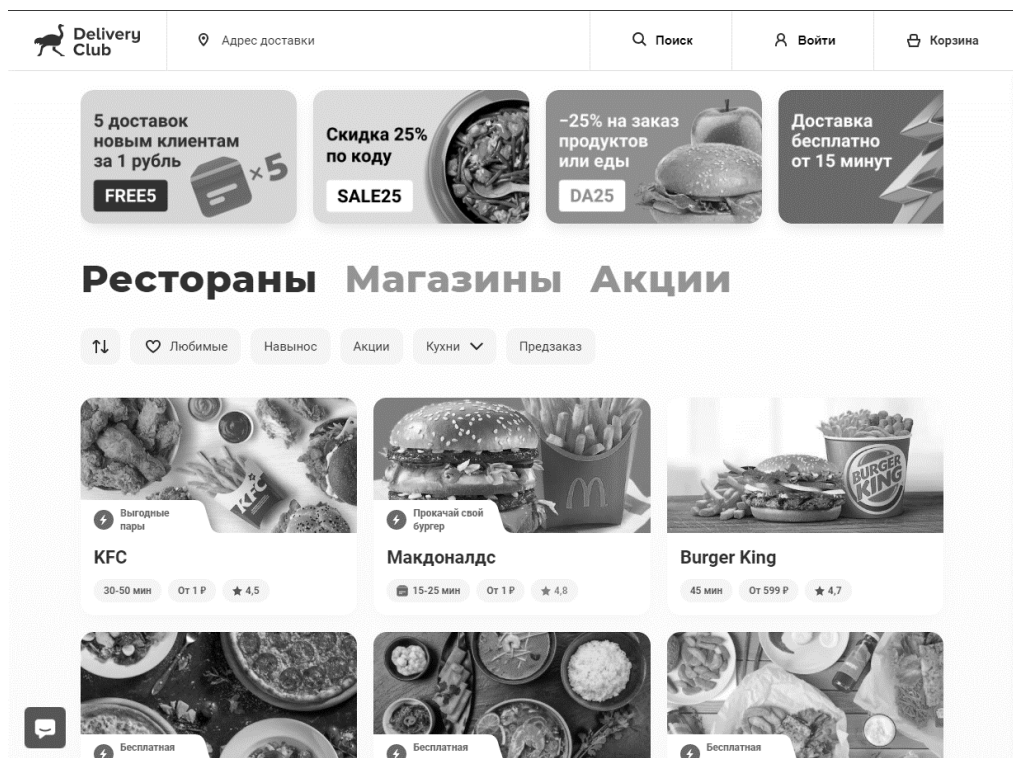 Delivery
Club
Адрес доставки
Поиск
Войти
Корзина
5 доставок
новым клиентам
за 1 рубль
×5
FREE5
Скидка 25%
по коду
SALE25
−25% на заказ
продуктов
или еды
DA25
Доставка
бесплатно
от 15 минут
Рестораны
Магазины
Акции
Любимые
Навынос
Акции
Кухни
Предзаказ
KFC
Выгодные
пары
Прокачай свой
бургер
BURGER
KING
KFC
30-50 мин
От 1 ₽
4,5
Макдоналдс
15-25 мин
От 1 ₽
4,8
Burger King
45 мин
От 599 ₽
4,7
Бесплатная
Бесплатная
Бесплатная